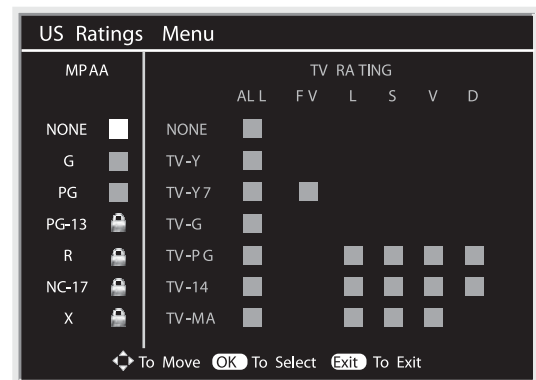 US Ratings Menu
MPAA TV RATING
ALL FV L S V D
NONE NONE
G TV-Y
PG TV-Y7
PG-13 TV-G
R TV-PG
NC-17 TV-14
X TV-MA
To Move OK To Select Exit To Exit